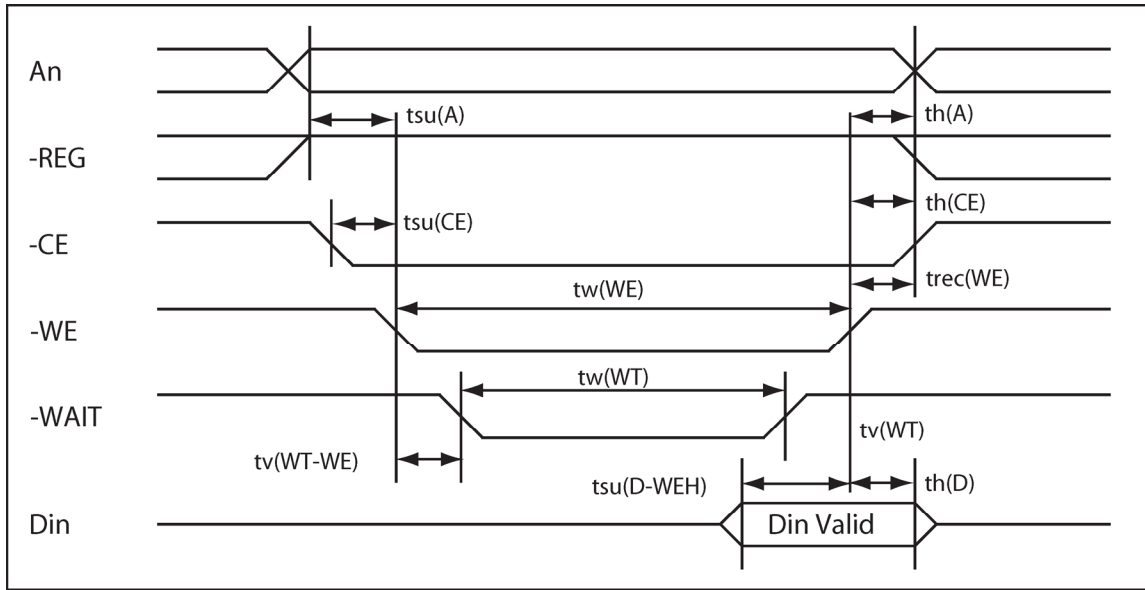 An
tsu(A)
th(A)
-REG
tsu(CE)
th(CE)
-CE
tw(WE)
trec(WE)
-WE
tw(WT)
-WAIT
tv(WT)
tv(WT-WE)
tsu(D-WEH)
th(D)
Din
Din Valid